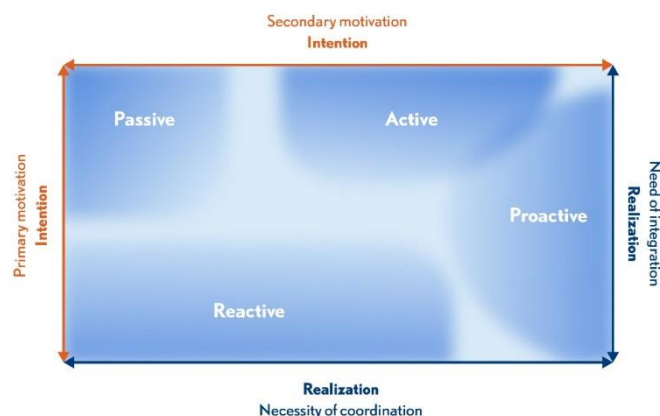 Secondary motivation
Intention
Passive
Active
Primary motivation
Intention
Proactive
Realization
Need of integration
Reactive
Realization
Necessity of coordination